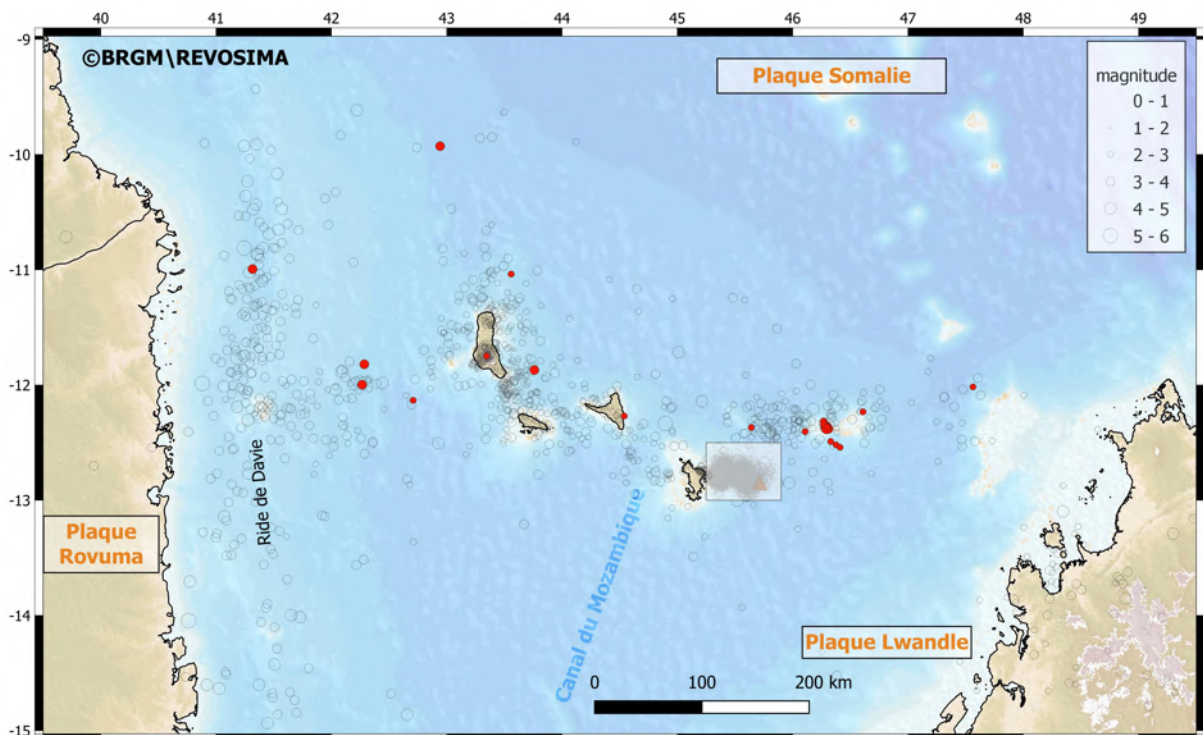 40 41 42 43 44 45 46 47 48 49
-9
©BRGM\REVOSIMA
Plaque Somalie
magnitude
0 - 1
1 - 2
2 - 3
3 - 4
4 - 5
5 - 6
-10
-11
-12
-13
-14
-15
Ride de Davie
Plaque
Rovuma
Canal du Mozambique
Plaque Lwandle
0 100 200 km